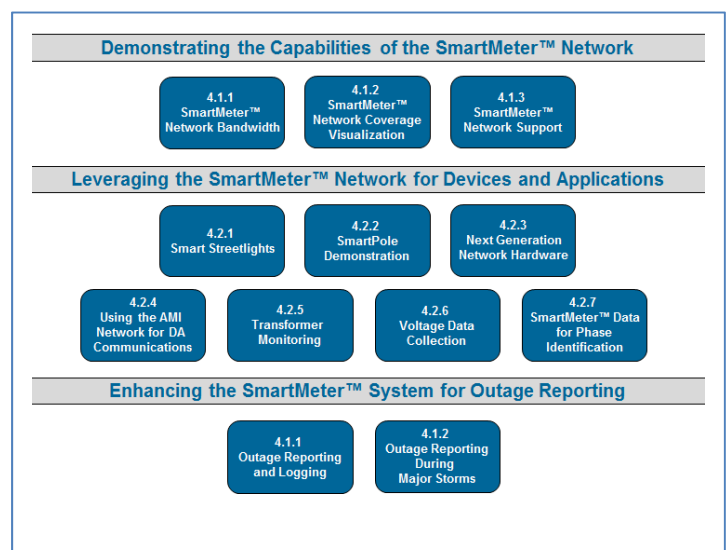 Demonstrating the Capabilities of the SmartMeter™ Network
4.1.1
SmartMeter™
Network Bandwidth
4.1.2
SmartMeter™
Network Coverage
Visualization
4.1.3
SmartMeter™
Network Support
Leveraging the SmartMeter™ Network for Devices and Applications
4.2.1
Smart Streetlights
4.2.2
SmartPole
Demonstration
4.2.3
Next Generation
Network Hardware
4.2.4
Using the AMI
Network for DA
Communications
4.2.5
Transformer
Monitoring
4.2.6
Voltage Data
Collection
4.2.7
SmartMeter™ Data
for Phase
Identification
Enhancing the SmartMeter™ System for Outage Reporting
4.1.1
Outage Reporting
and Logging
4.1.2
Outage Reporting
During
Major Storms